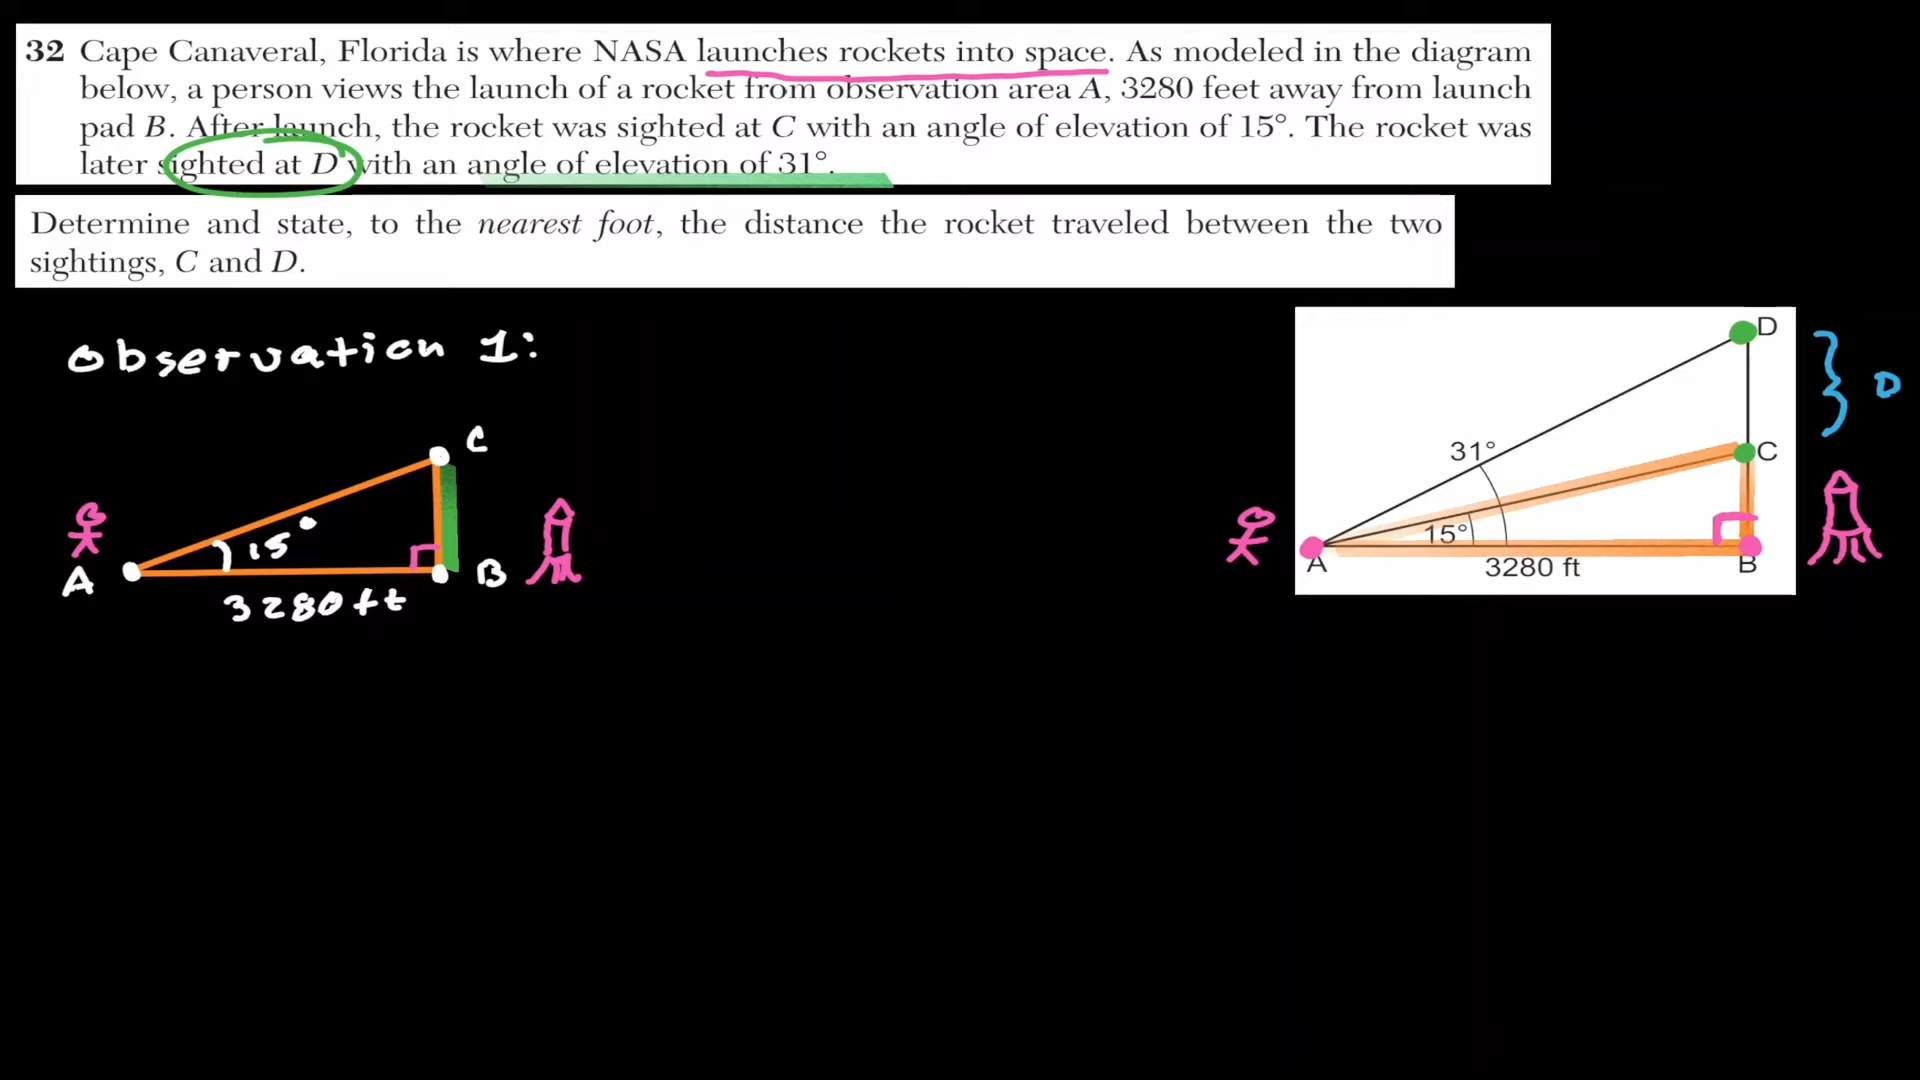 32 Cape Canaveral, Florida is where NASA launches rockets into space. As modeled in the diagram
below, a person views the launch of a rocket from observation area A, 3280 feet away from launch
pad B. After launch, the rocket was sighted at C with an angle of elevation of 15°. The rocket was
later sighted at D with an angle of elevation of 31°.
Determine and state, to the nearest foot, the distance the rocket traveled between the two
sightings, C and D.
Observation 1:
C
15°
A
B
3280 ft
D
D
31°
C
15°
A
3280 ft
B